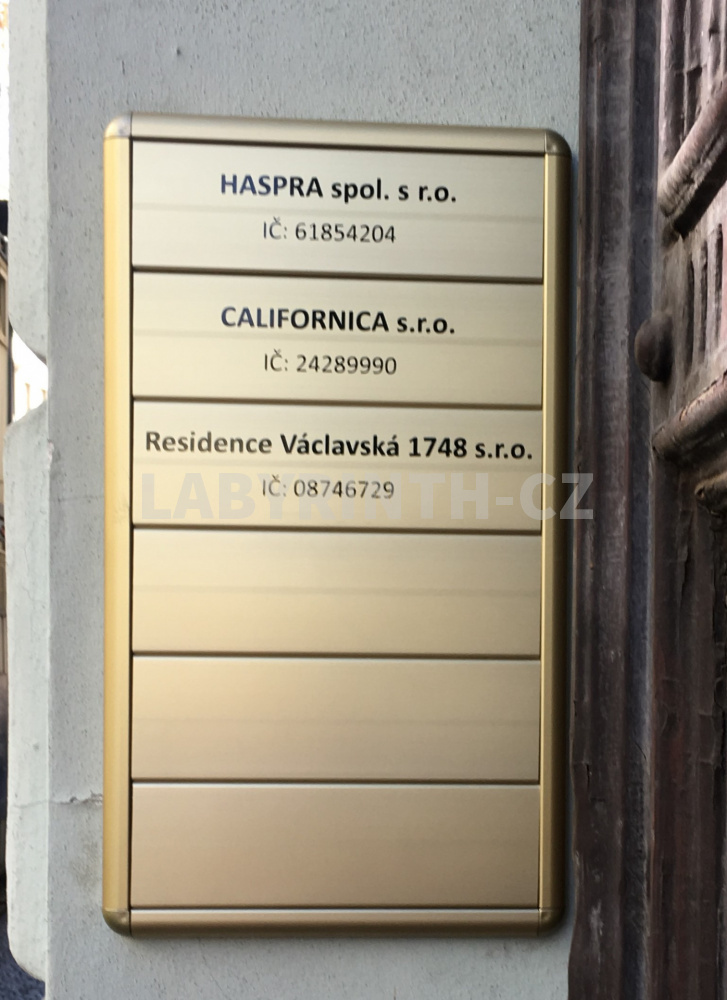 HASPRA spol. s r.o.
IČ: 61854204
CALIFORNICA s.r.o.
IČ: 24289990
Residence Václavská 1748 s.r.o.
IČ: 08746729
LABYRINTH-CZ